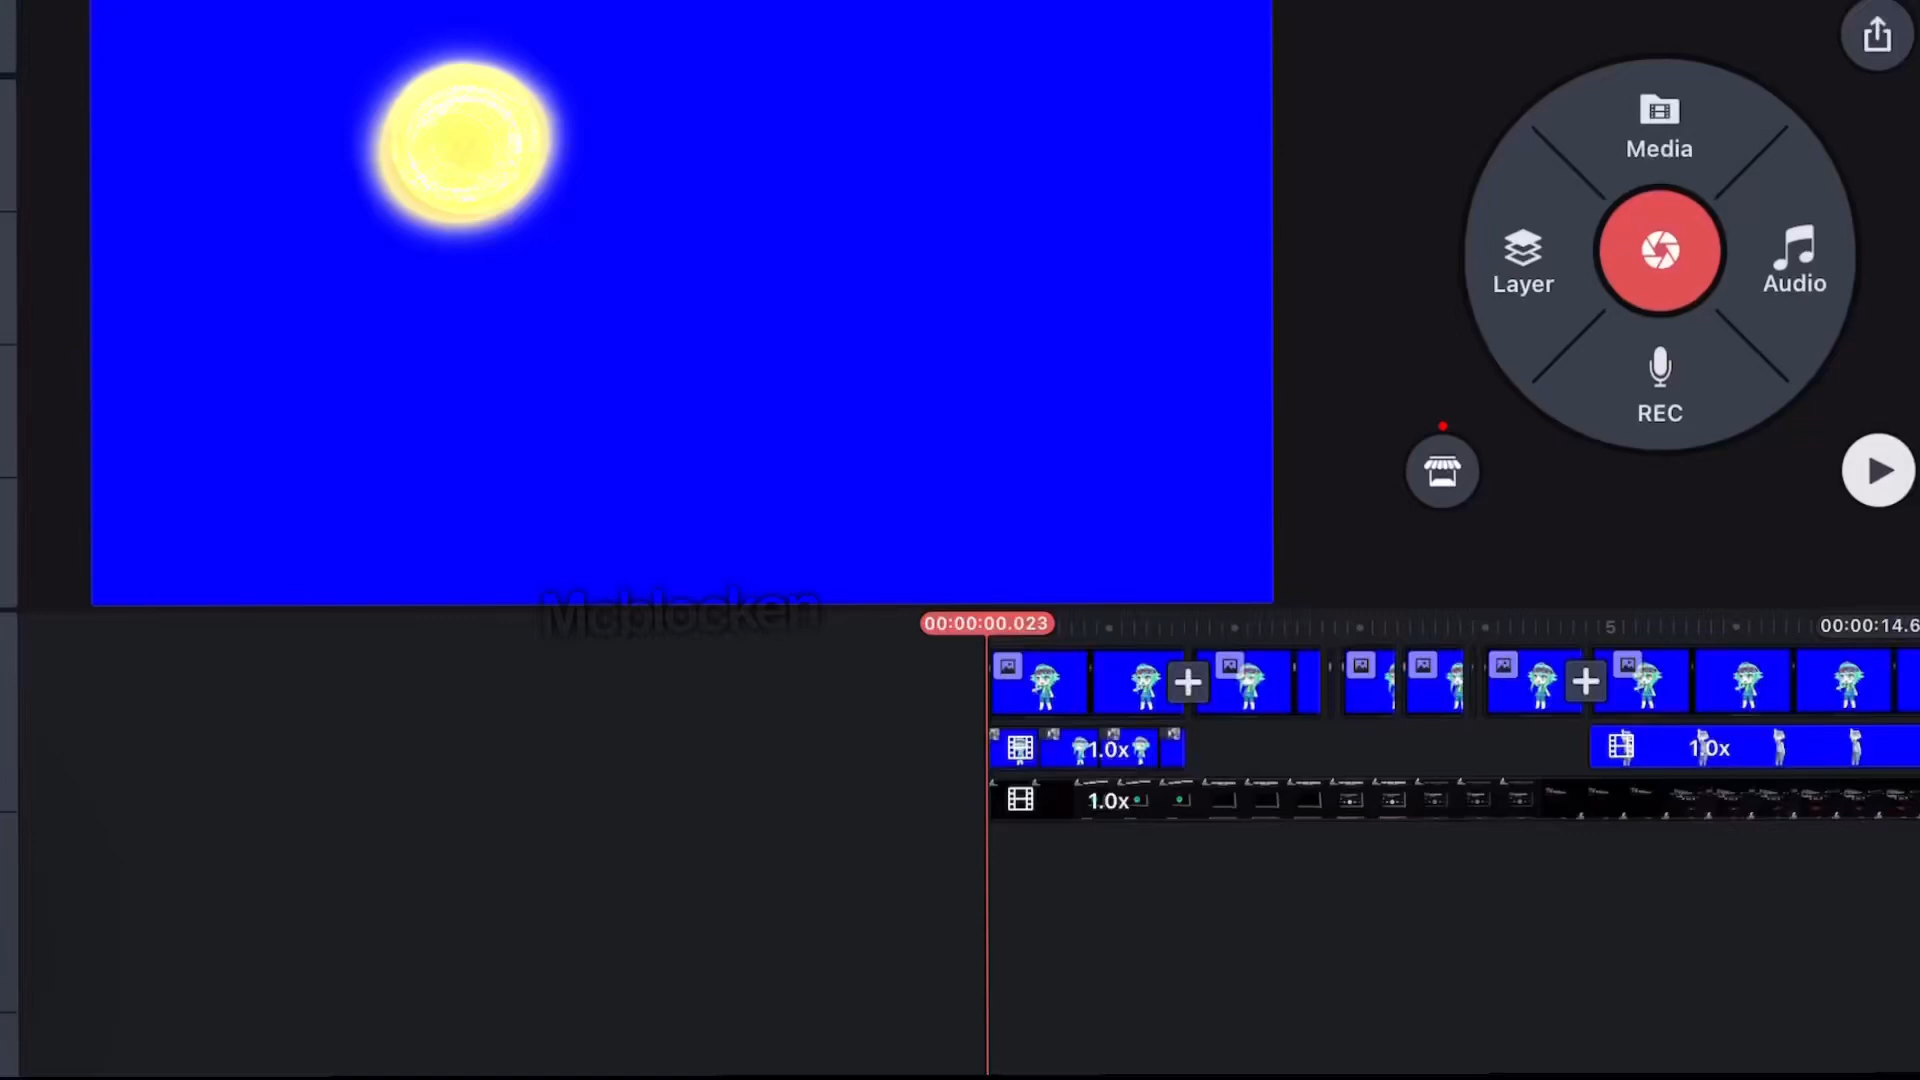 Media
Layer
Audio
REC
Mcblocken
00:00:00.023
5
00:00:14.6
1.0x
1.0x
1.0x